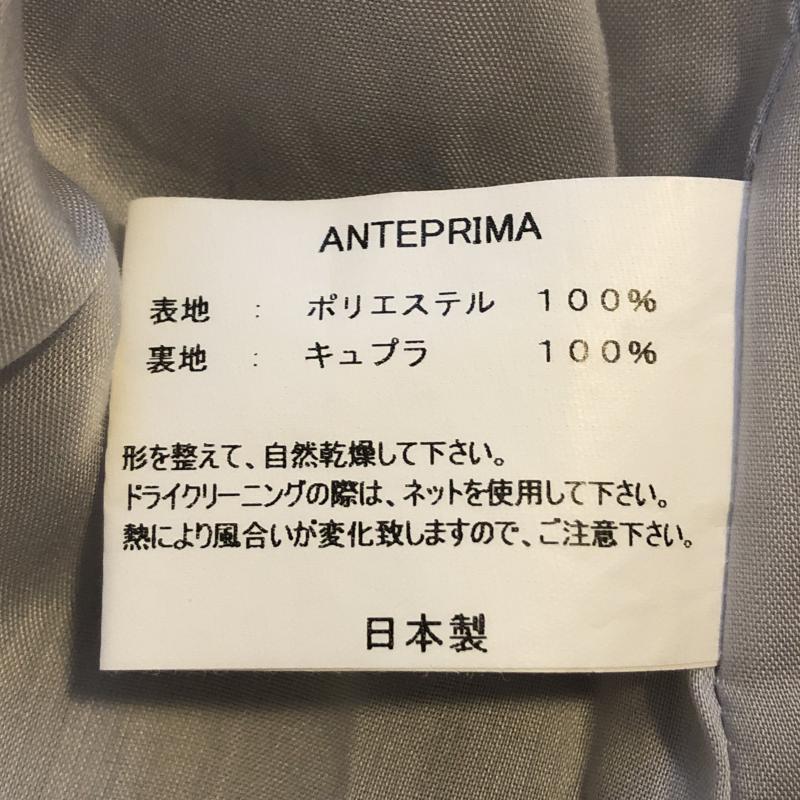 ANTEPRIMA
表地 : ポリエステル １００％
裏地 : キュプラ １００％
形を整えて、自然乾燥して下さい。
ドライクリーニングの際は、ネットを使用して下さい。
熱により風合いが変化致しますので、ご注意下さい。
日本製